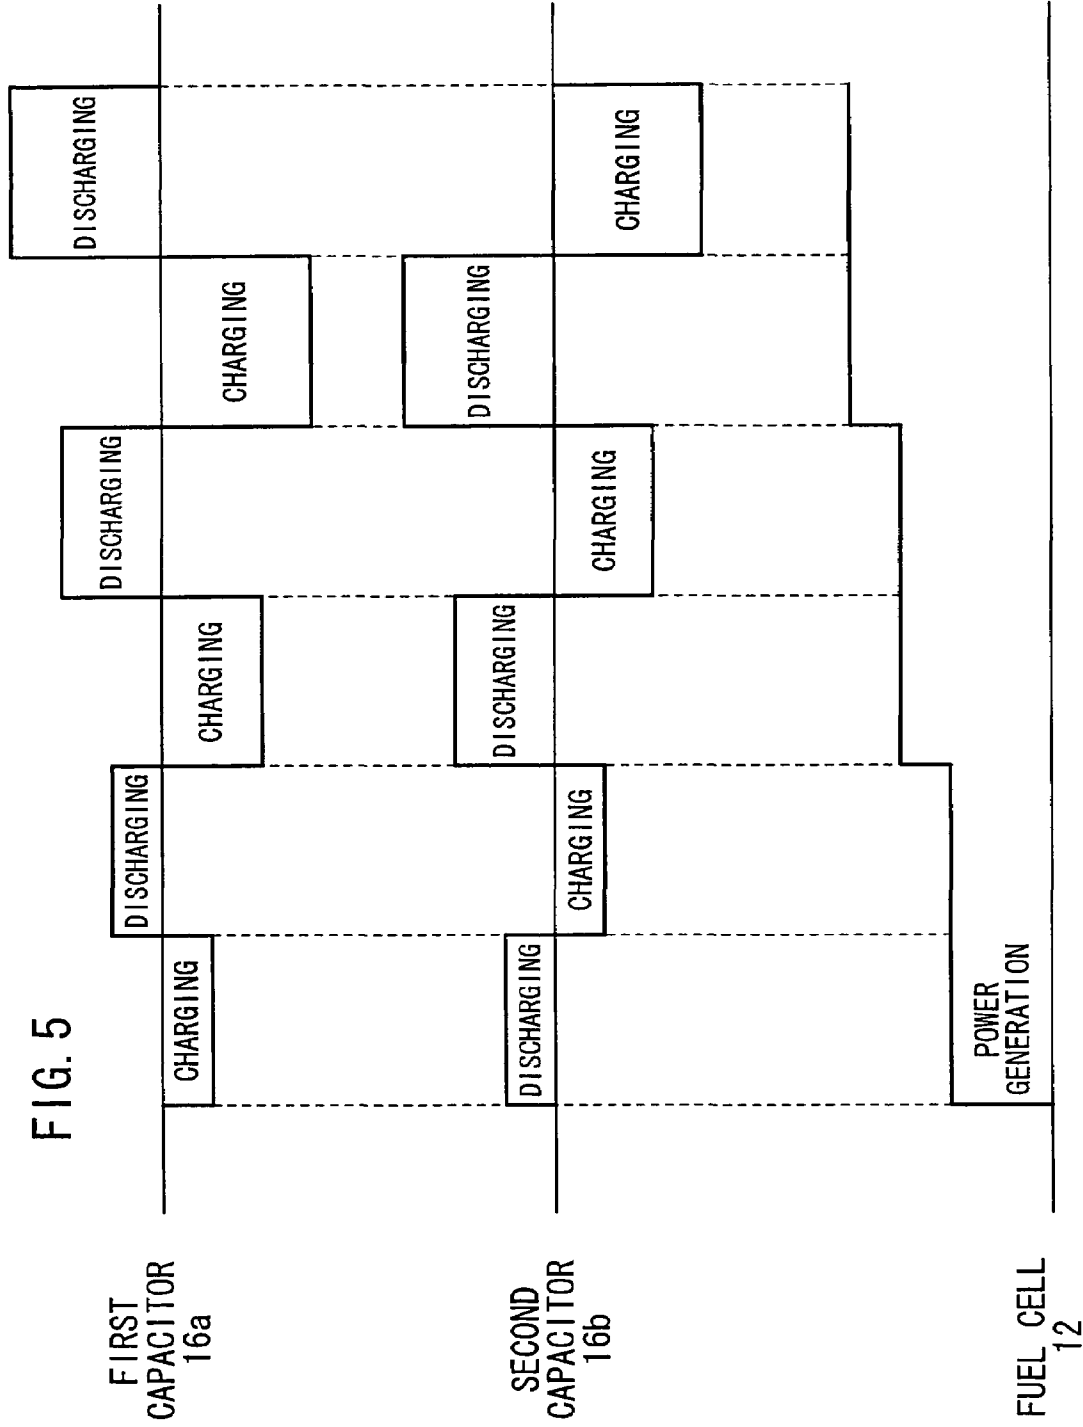 FIG. 5
FIRST
CAPACITOR
16a
CHARGING
DISCHARGING
CHARGING
DISCHARGING
CHARGING
DISCHARGING
SECOND
CAPACITOR
16b
DISCHARGING
CHARGING
DISCHARGING
CHARGING
DISCHARGING
CHARGING
FUEL CELL
12
POWER
GENERATION